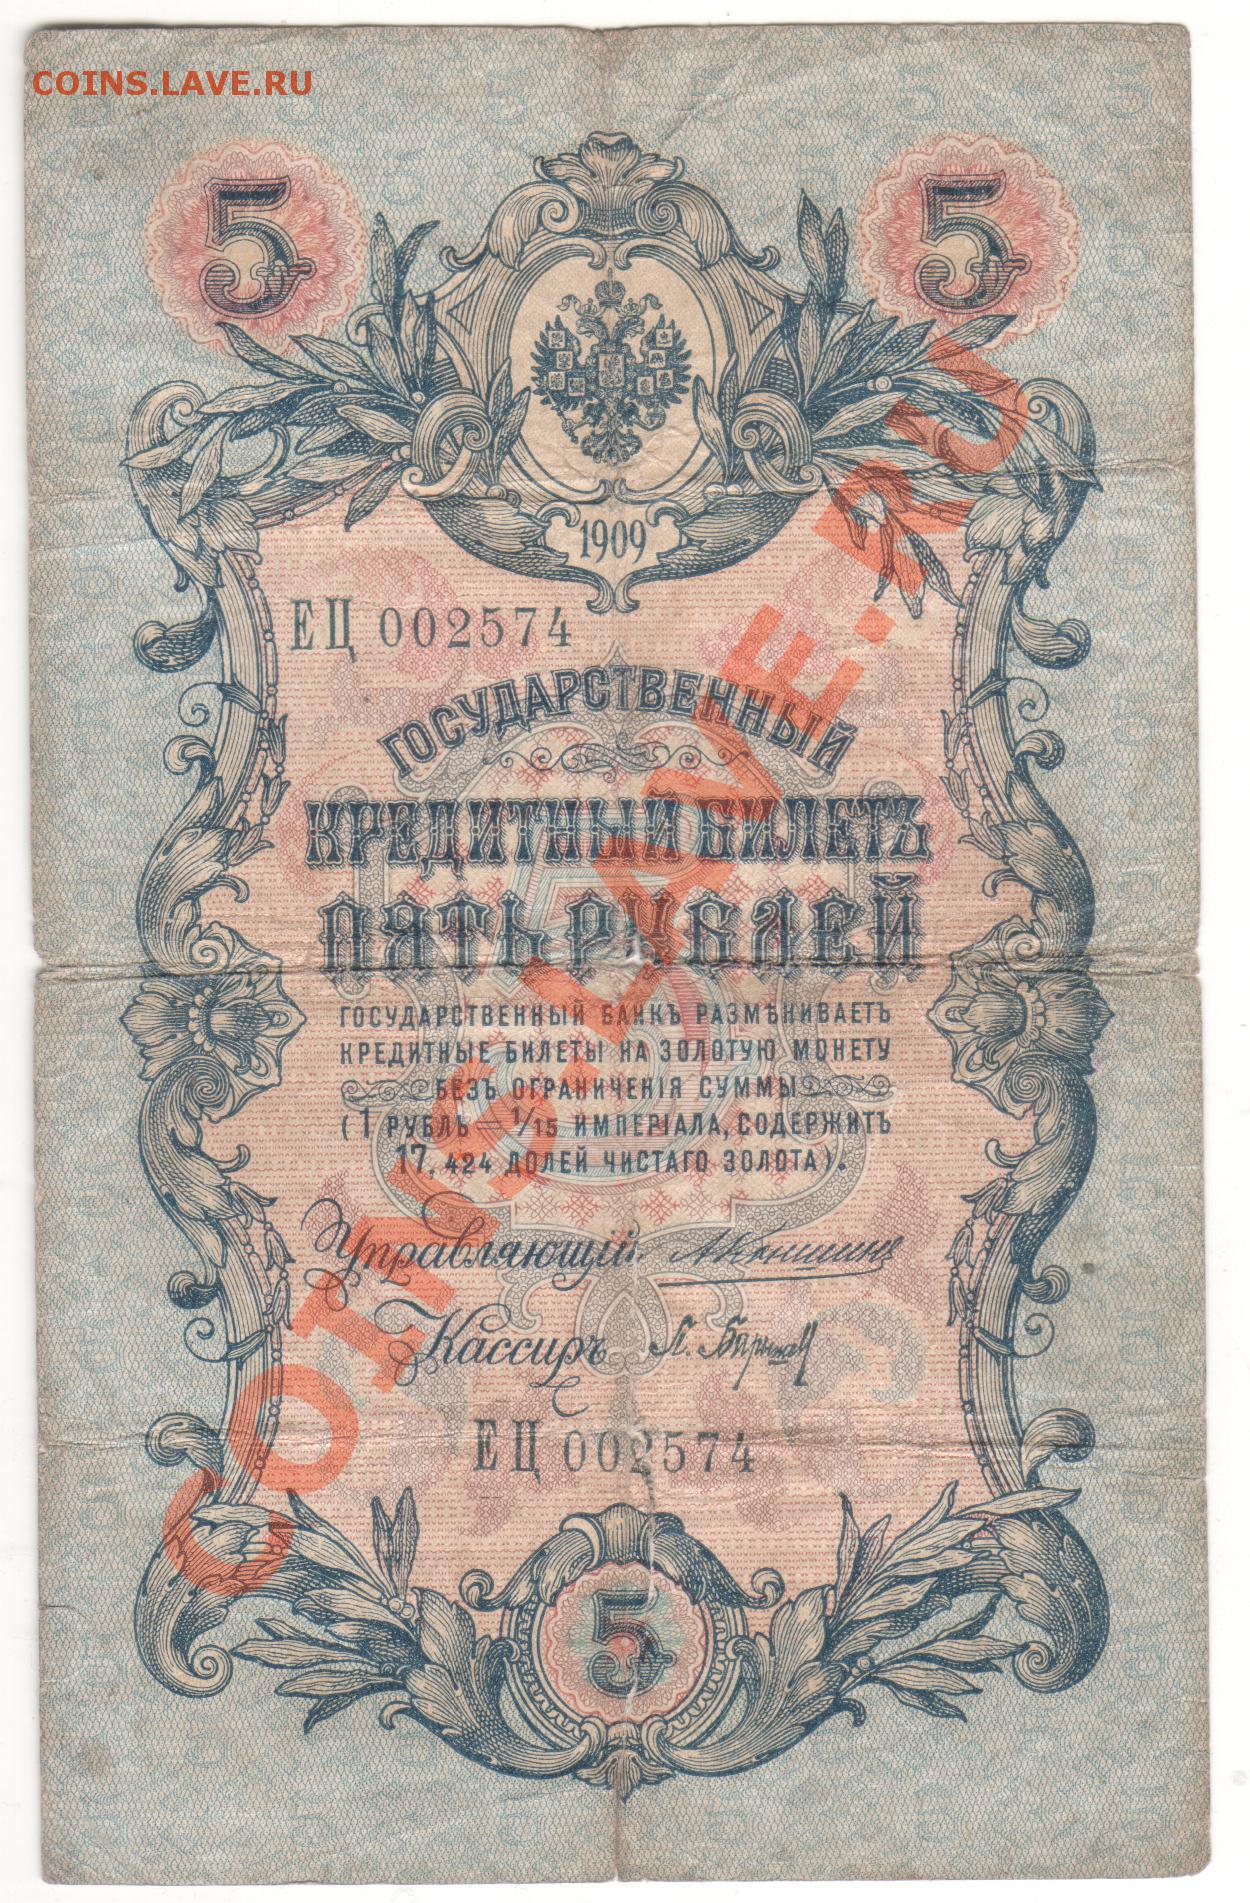 COINS.LAVE.RU
5 5
1909
ЕЦ 002574
ГОСУДАРСТВЕННЫЙ
КРЕДИТНЫЙ БИЛЕТЪ
ПЯТЬ РУБЛЕЙ
ГОСУДАРСТВЕННЫЙ БАНКЪ РАЗМѢНИВАЕТЪ
КРЕДИТНЫЕ БИЛЕТЫ НА ЗОЛОТУЮ МОНЕТУ
БЕЗЪ ОГРАНИЧЕНІЯ СУММЫ
(1 РУБЛЬ = 1/15 ИМПЕРІАЛА, СОДЕРЖИТЪ
17,424 ДОЛЕЙ ЧИСТАГО ЗОЛОТА).
Управляющій
Кассиръ
ЕЦ 002574
5
COINS.LAVE.RU